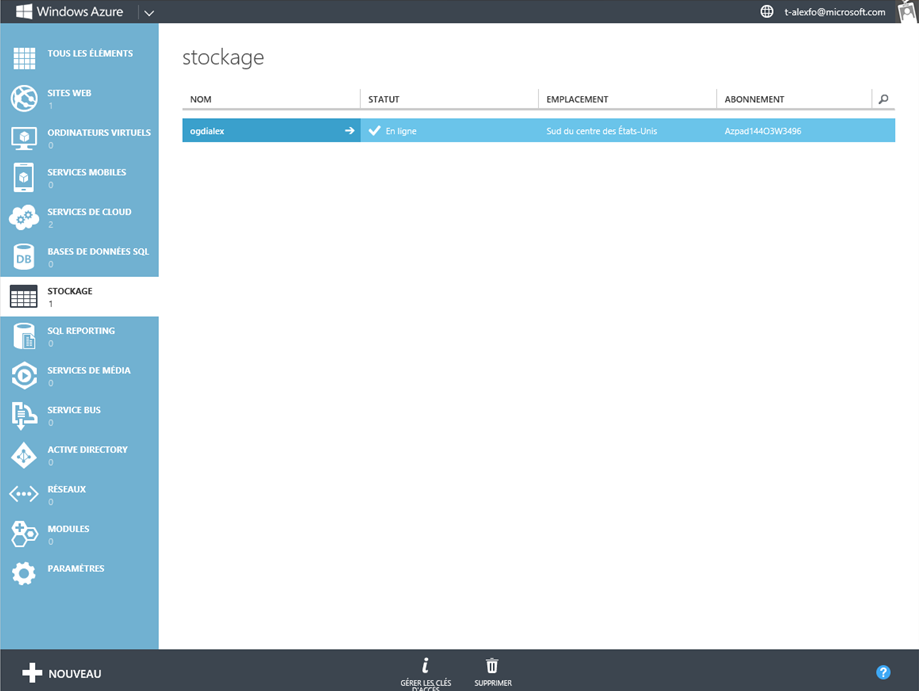 Windows Azure
t-alexfo@microsoft.com
TOUS LES ÉLÉMENTS
SITES WEB
1
ORDINATEURS VIRTUELS
0
SERVICES MOBILES
0
SERVICES DE CLOUD
2
DB
BASES DE DONNÉES SQL
0
STOCKAGE
1
SQL REPORTING
0
SERVICES DE MÉDIA
0
SERVICE BUS
0
ACTIVE DIRECTORY
0
RÉSEAUX
0
MODULES
0
PARAMÈTRES
stockage
NOM STATUT EMPLACEMENT ABONNEMENT
ogdialex En ligne Sud du centre des États-Unis Azpad144O3W3496
NOUVEAU
GÉRER LES CLÉS
D'ACCÈS
SUPPRIMER
?